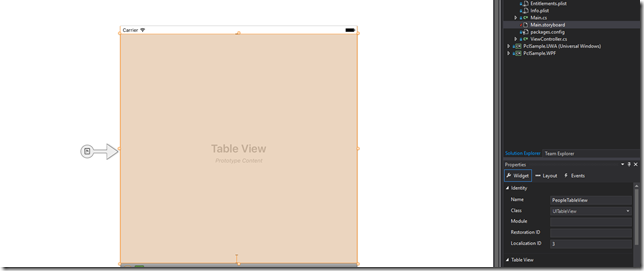 Carrier
Table View
Prototype Content
Entitlements.plist
Info.plist
Main.cs
Main.storyboard
packages.config
ViewController.cs
PclSample.UWA (Universal Windows)
PclSample.WPF
Solution Explorer Team Explorer
Properties
Widget Layout Events
Identity
Name PeopleTableView
Class UITableView
Module
Restoration ID
Localization ID 3
Table View